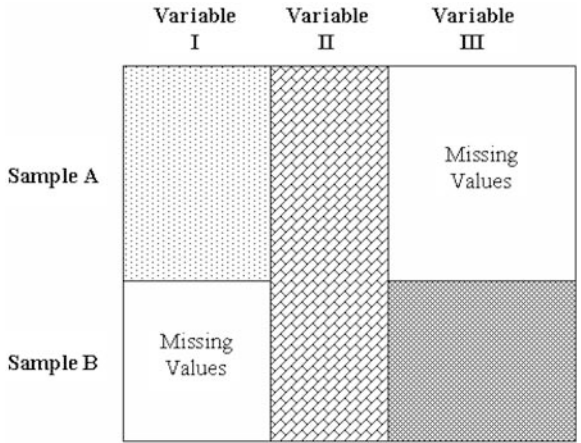 Variable Variable Variable
I II III
Sample A
Missing
Values
Sample B
Missing
Values